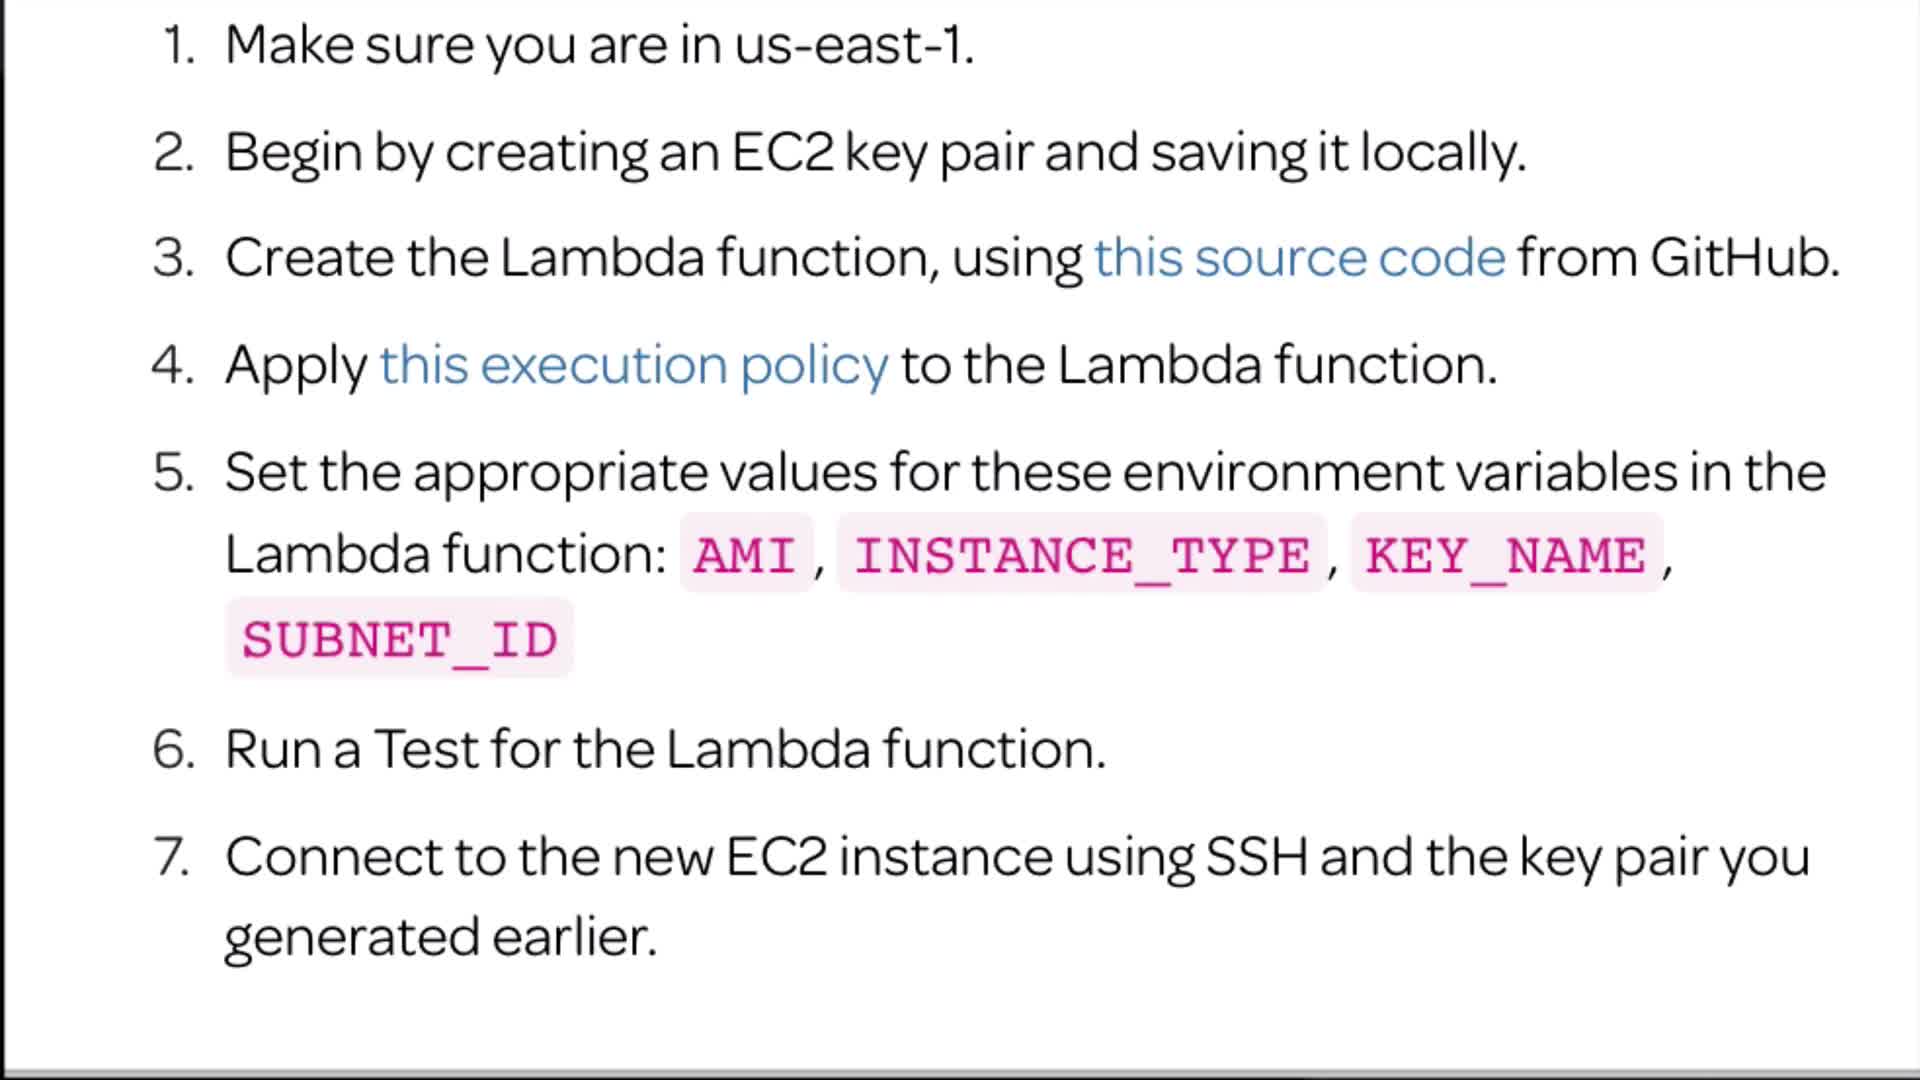 1. Make sure you are in us-east-1.
2. Begin by creating an EC2 key pair and saving it locally.
3. Create the Lambda function, using this source code from GitHub.
4. Apply this execution policy to the Lambda function.
5. Set the appropriate values for these environment variables in the
Lambda function: AMI, INSTANCE_TYPE, KEY_NAME,
SUBNET_ID
6. Run a Test for the Lambda function.
7. Connect to the new EC2 instance using SSH and the key pair you
generated earlier.